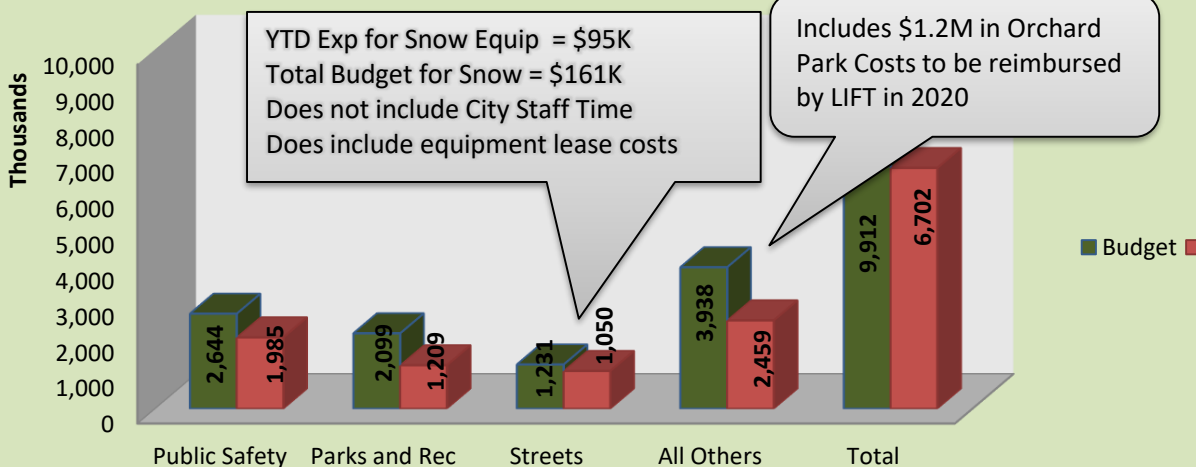 YTD Exp for Snow Equip = $95K
Total Budget for Snow = $161K
Does not include City Staff Time
Does include equipment lease costs
Includes $1.2M in Orchard
Park Costs to be reimbursed
by LIFT in 2020
Thousands
10,000
9,000
8,000
7,000
6,000
5,000
4,000
3,000
2,000
1,000
0
2,644
1,985
2,099
1,209
1,231
1,050
3,938
2,459
9,912
6,702
Public Safety
Parks and Rec
Streets
All Others
Total
Budget